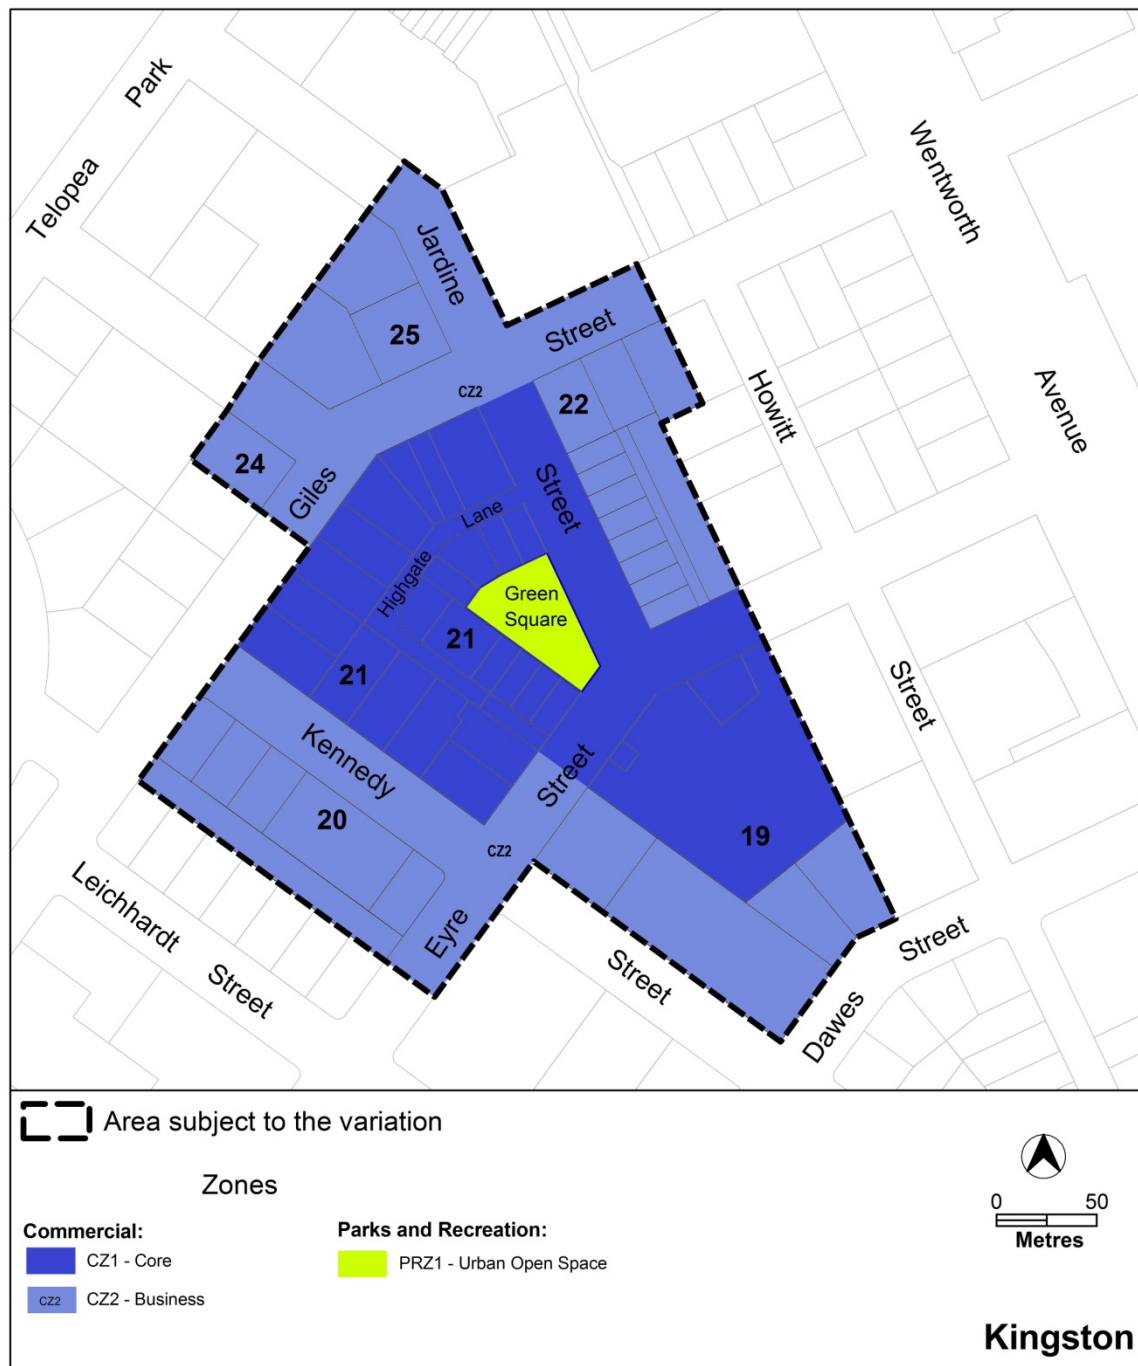 Park
Telopea
Wentworth
Jardine
Street
25
CZ2
22
Howitt
Avenue
24
Giles
Street
Lane
Highgate
Green
Square
21
21
Street
Kennedy
Street
20
CZ2
19
Leichhardt
Street
Eyre
Street
Street
Dawes
Area subject to the variation
Zones
Commercial:
CZ1 - Core
CZ2
CZ2 - Business
Parks and Recreation:
PRZ1 - Urban Open Space
0 50
Metres
Kingston